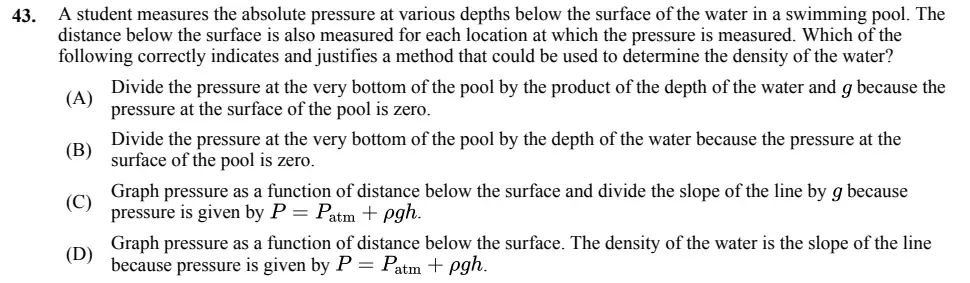 43. A student measures the absolute pressure at various depths below the surface of the water in a swimming pool. The
distance below the surface is also measured for each location at which the pressure is measured. Which of the
following correctly indicates and justifies a method that could be used to determine the density of the water?
(A) Divide the pressure at the very bottom of the pool by the product of the depth of the water and g because the
pressure at the surface of the pool is zero.
(B) Divide the pressure at the very bottom of the pool by the depth of the water because the pressure at the
surface of the pool is zero.
(C) Graph pressure as a function of distance below the surface and divide the slope of the line by g because
pressure is given by P = P_atm + ρgh.
(D) Graph pressure as a function of distance below the surface. The density of the water is the slope of the line
because pressure is given by P = P_atm + ρgh.